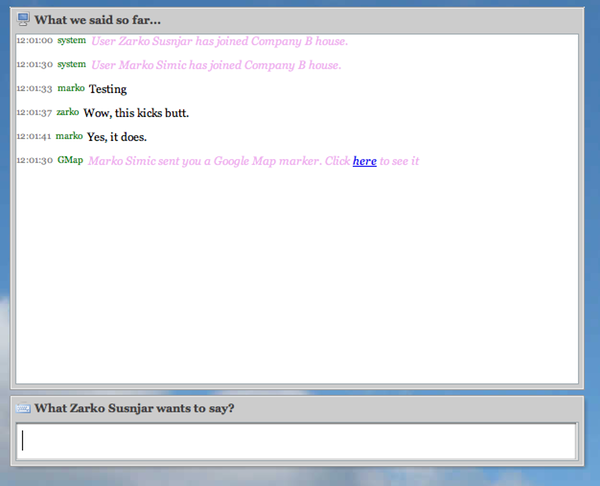 What we said so far...
12:01:00 system User Zarko Susnjar has joined Company B house.
12:01:30 system User Marko Simic has joined Company B house.
12:01:33 marko Testing
12:01:37 zarko Wow, this kicks butt.
12:01:41 marko Yes, it does.
12:01:30 GMap Marko Simic sent you a Google Map marker. Click here to see it
What Zarko Susnjar wants to say?